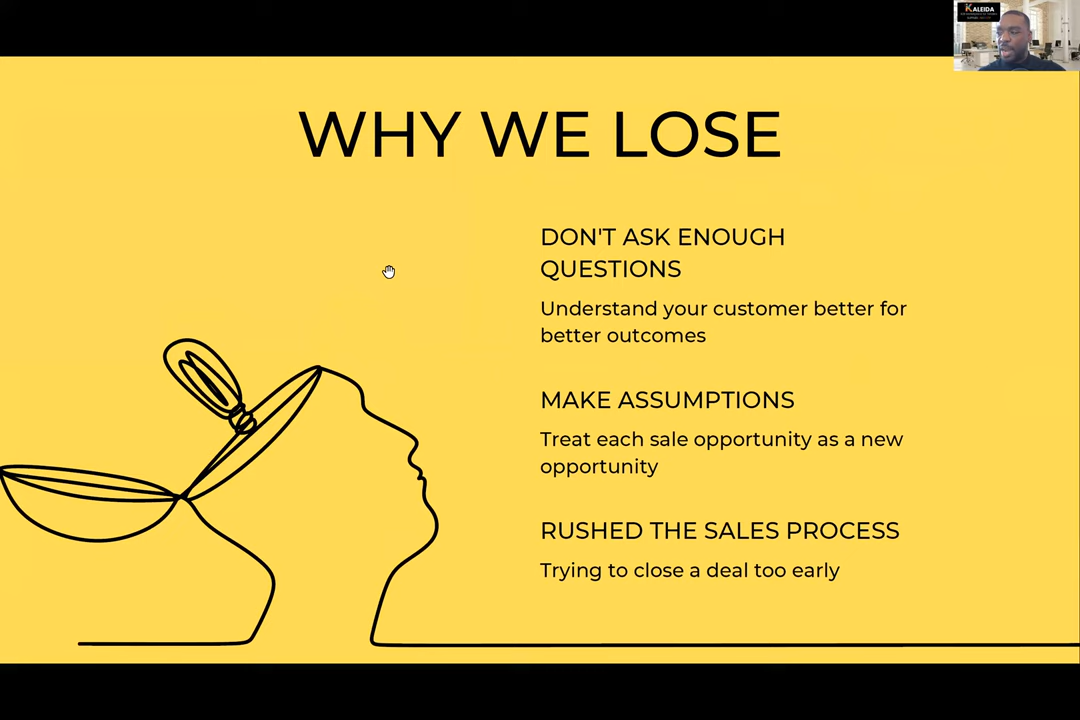 KALEIDA
WHY WE LOSE
DON'T ASK ENOUGH
QUESTIONS
Understand your customer better for
better outcomes
MAKE ASSUMPTIONS
Treat each sale opportunity as a new
opportunity
RUSHED THE SALES PROCESS
Trying to close a deal too early